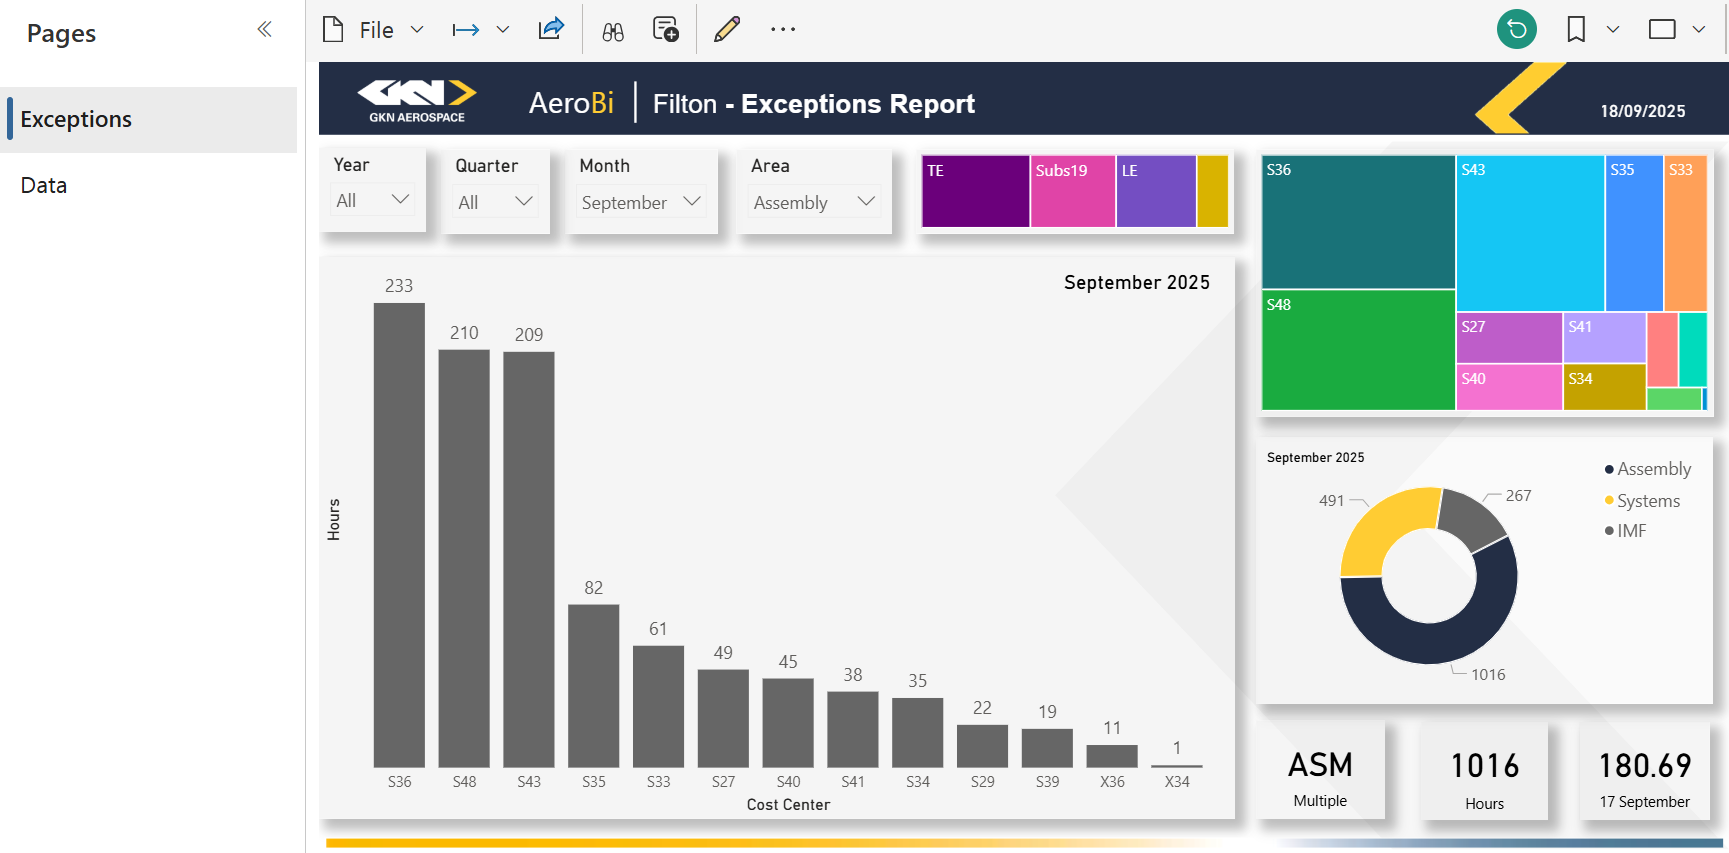 Pages
Exceptions
Data
File
GKN AEROSPACE
AeroBi
Filton - Exceptions Report
18/09/2025
Year
All
Quarter
All
Month
September
Area
Assembly
TE
Subs19
LE
S36
S43
S35
S33
S48
S27
S41
S40
S34
September 2025
Hours
233
210
209
82
61
49
45
38
35
22
19
11
1
S36
S48
S43
S35
S33
S27
S40
S41
S34
S29
S39
X36
X34
Cost Center
September 2025
491
267
1016
Assembly
Systems
IMF
ASM
Multiple
1016
Hours
180.69
17 September